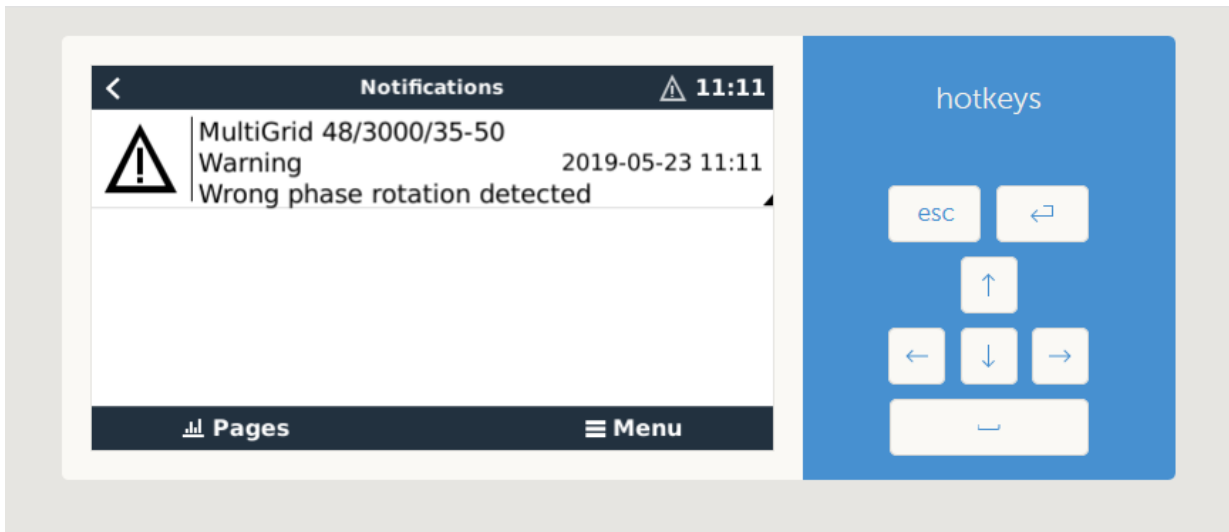 Notifications
11:11
MultiGrid 48/3000/35-50
Warning
2019-05-23 11:11
Wrong phase rotation detected
Pages
Menu
hotkeys
esc